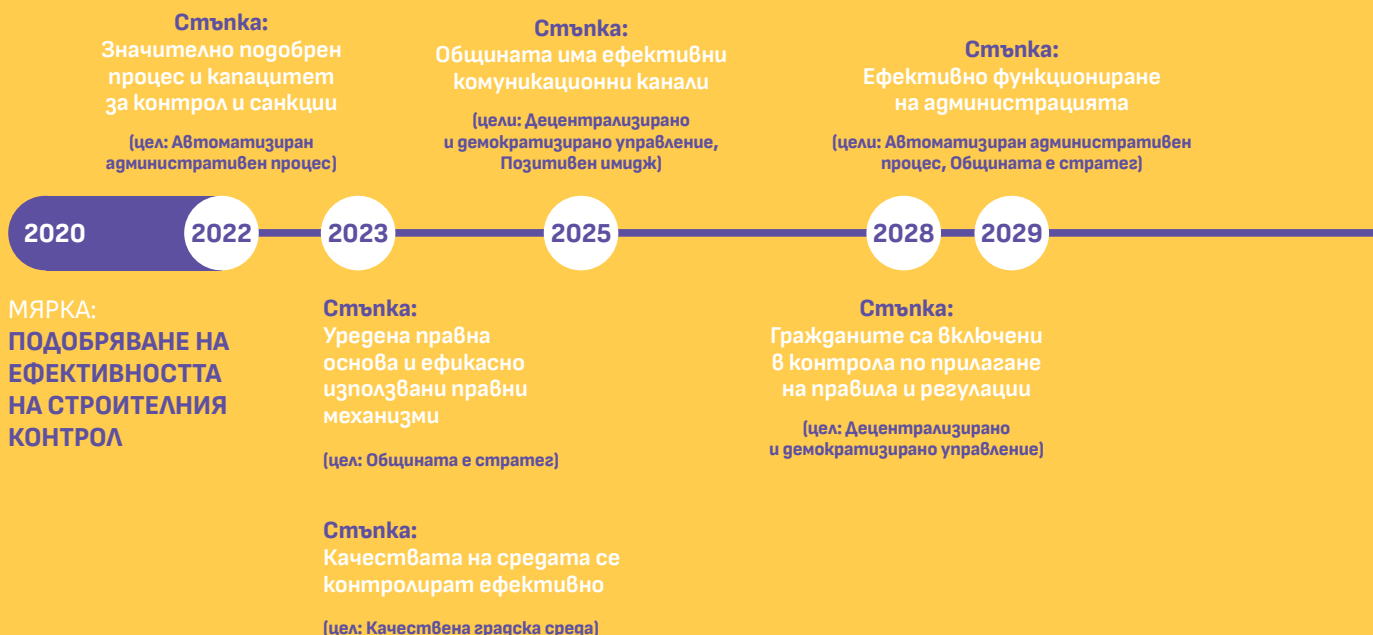 Стъпка:
Значително подобрен
процес и капацитет
за контрол и санкции
(цел: Автоматизиран
административен процес)
Стъпка:
Общината има ефективни
комуникационни канали
(цели: Децентрализирано
и демократизирано управление,
Позитивен имидж)
Стъпка:
Ефективно функциониране
на администрацията
(цели: Автоматизиран административен
процес, Общината е стратег)
2020
2022
2023
2025
2028
2029
МЯРКА:
ПОДОБРЯВАНЕ НА
ЕФЕКТИВНОСТТА
НА СТРОИТЕЛНИЯ
КОНТРОЛ
Стъпка:
Уредена правна
основа и ефикасно
използвани правни
механизми
(цел: Общината е стратег)
Стъпка:
Качествата на средата се
контролират ефективно
(цел: Качествена градска среда)
Стъпка:
Гражданите са включени
в контрола по прилагане
на правила и регулации
(цел: Децентрализирано
и демократизирано управление)